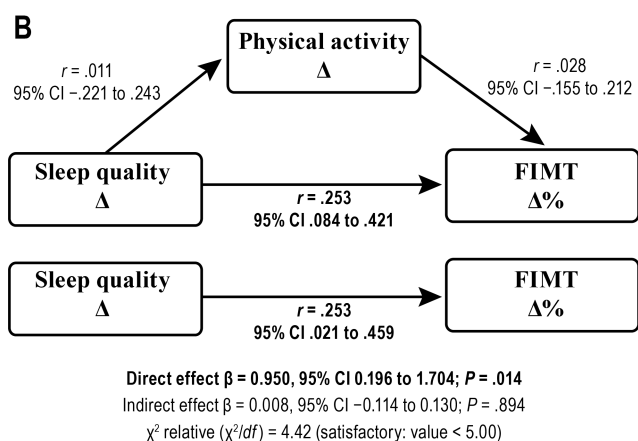 B
Physical activity
Δ
r = .011
95% CI −.221 to .243
r = .028
95% CI −.155 to .212
Sleep quality
Δ
FIMT
Δ%
r = .253
95% CI .084 to .421
Sleep quality
Δ
FIMT
Δ%
r = .253
95% CI .021 to .459
Direct effect β = 0.950, 95% CI 0.196 to 1.704; P = .014
Indirect effect β = 0.008, 95% CI −0.114 to 0.130; P = .894
χ² relative (χ²/df) = 4.42 (satisfactory: value < 5.00)